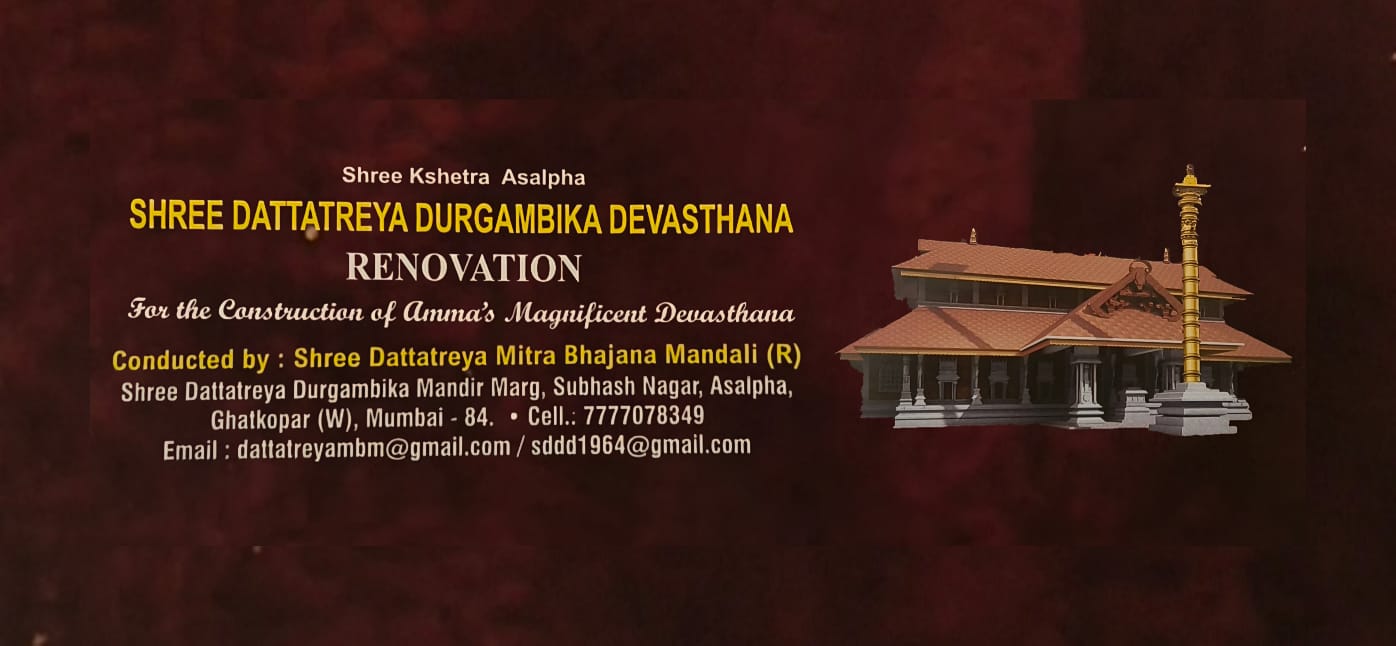 Shree Kshetra Asalpha
SHREE DATTATREYA DURGAMBIKA DEVASTHANA
RENOVATION
For the Construction of Amma's Magnificent Devasthana
Conducted by : Shree Dattatreya Mitra Bhajana Mandali (R)
Shree Dattatreya Durgambika Mandir Marg, Subhash Nagar, Asalpha,
Ghatkopar (W), Mumbai - 84. • Cell.: 7777078349
Email : dattatreyambm@gmail.com / sddd1964@gmail.com